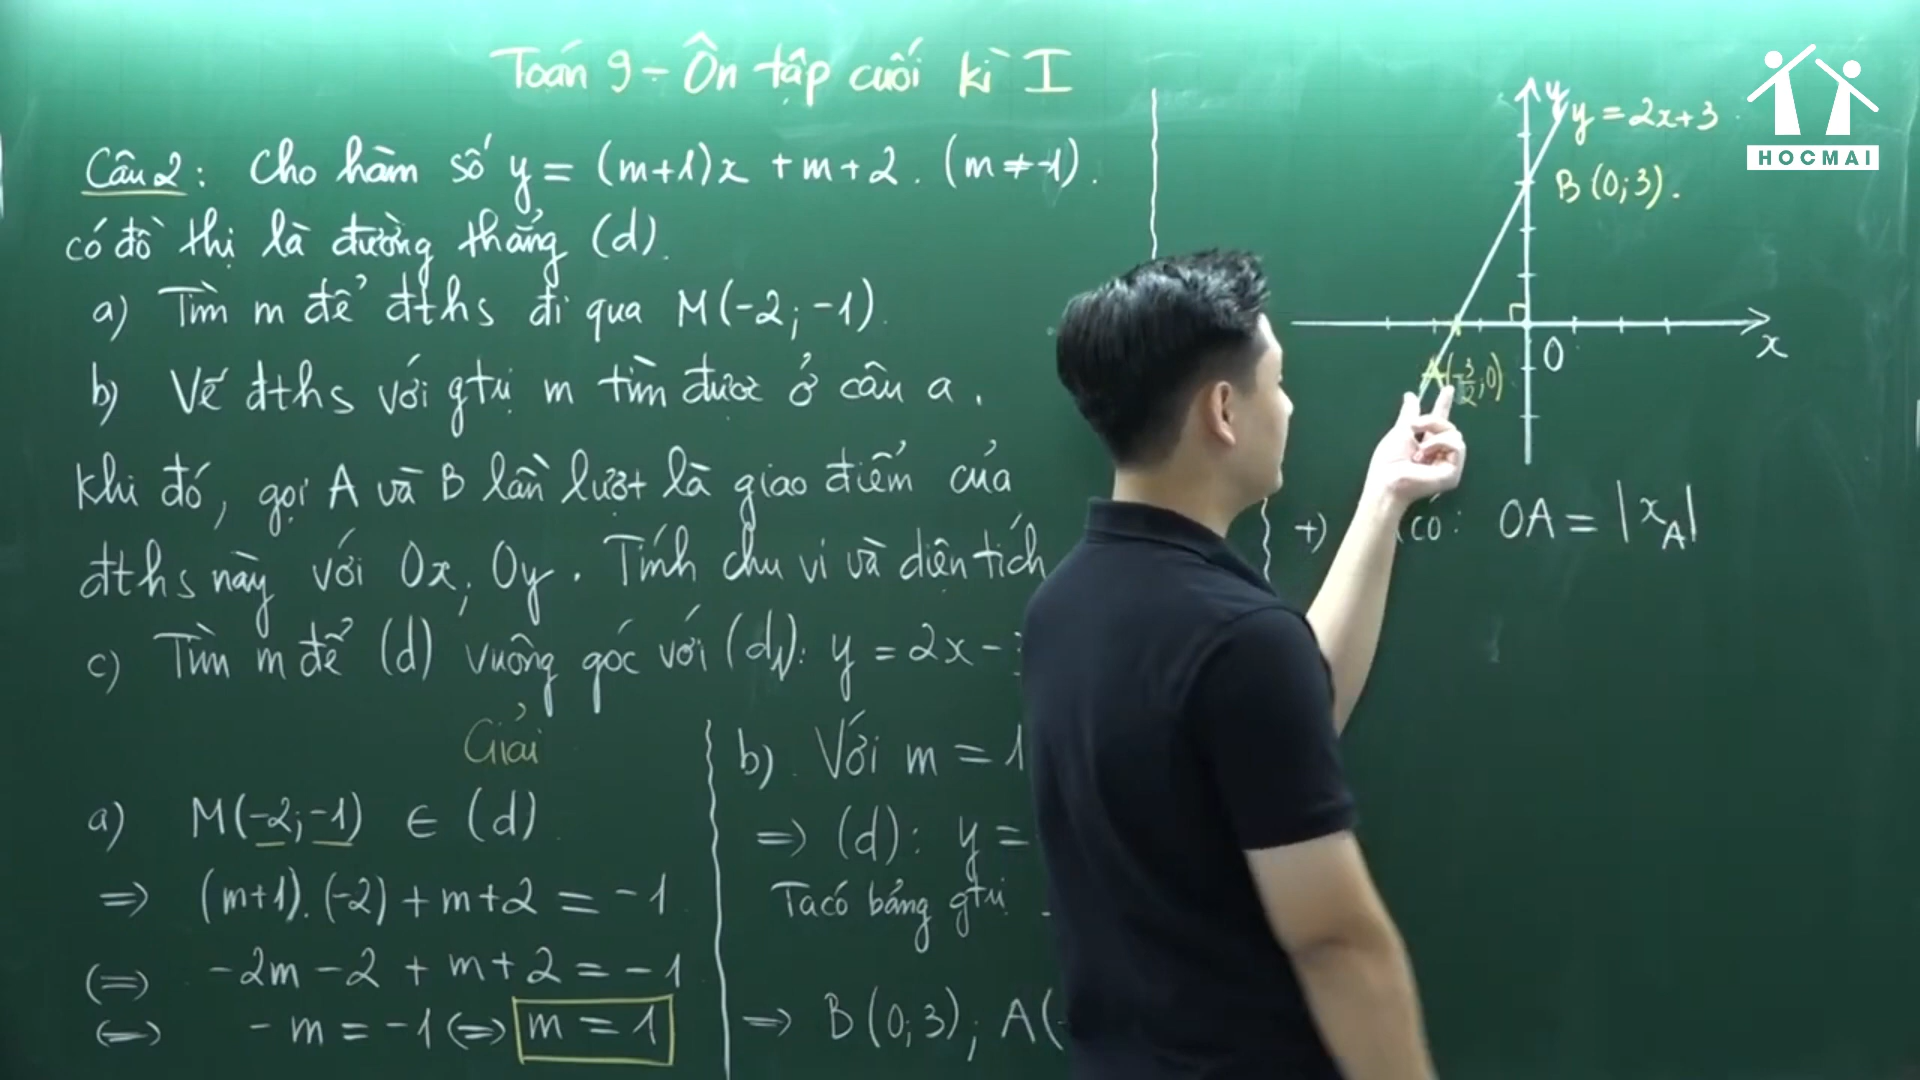 Toán 9 - Ôn tập cuối kì I
Câu 2: Cho hàm số y = (m+1)x + m + 2. (m ≠ -1).
có đồ thị là đường thẳng (d).
a) Tìm m để đths đi qua M(-2; -1).
b) Vẽ đths với gtrị m tìm được ở câu a.
Khi đó, gọi A và B lần lượt là giao điểm của
đths này với Ox, Oy. Tính chu vi và diện tích
c) Tìm m để (d) vuông góc với (d1): y = 2x -
Giải
a) M(-2; -1) ∈ (d).
=> (m+1).(-2) + m + 2 = -1
(=) -2m - 2 + m + 2 = -1
(=) - m = -1 (=) m = 1
b). Với m = 1
=> (d): y =
Ta có bảng gtrị
=> B(0; 3); A(
y
y = 2x+3
B (0; 3).
x
O
A(-3/2; 0)
+) có: OA = |xA|
HOCMAI